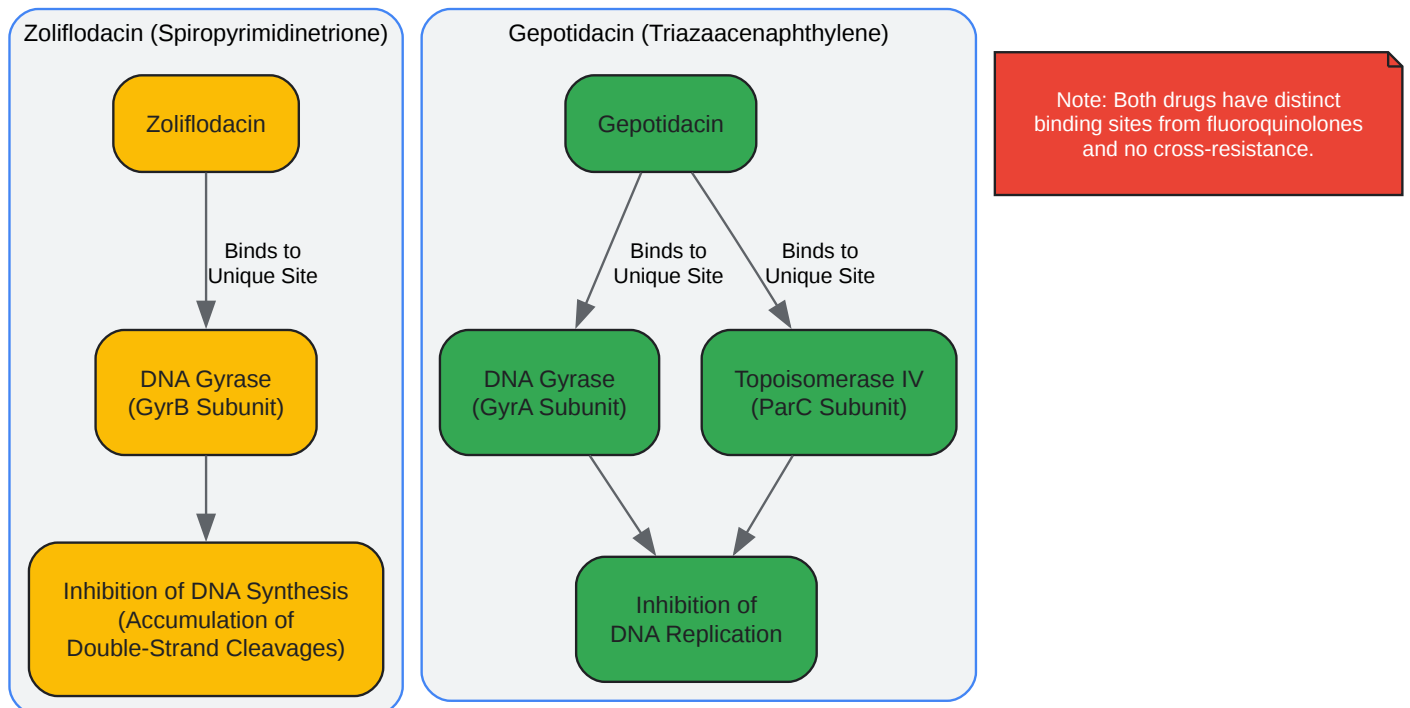 Zoliflodacin (Spiropyrimidinetrione)
Zoliflodacin
Binds to
Unique Site
DNA Gyrase
(GyrB Subunit)
Inhibition of DNA Synthesis
(Accumulation of
Double-Strand Cleavages)
Gepotidacin (Triazaacenaphthylene)
Gepotidacin
Binds to
Unique Site
Binds to
Unique Site
DNA Gyrase
(GyrA Subunit)
Topoisomerase IV
(ParC Subunit)
Inhibition of
DNA Replication
Note: Both drugs have distinct
binding sites from fluoroquinolones
and no cross-resistance.